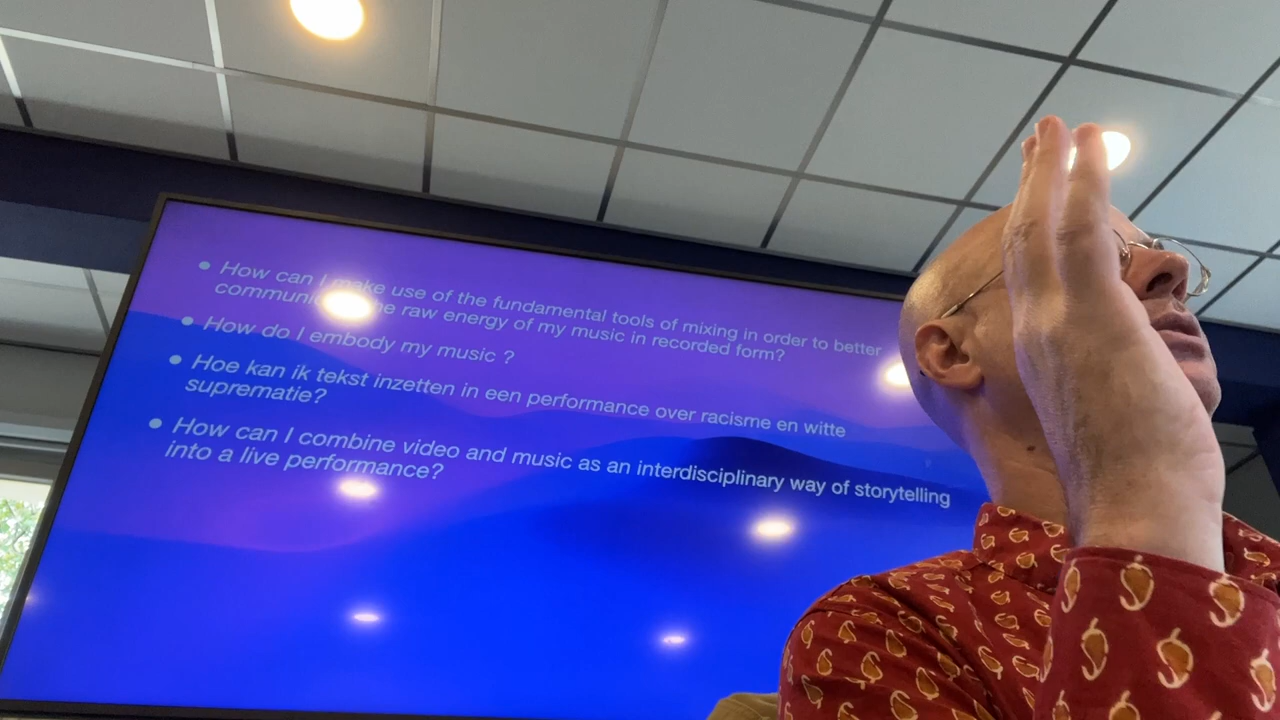 How can I make use of the fundamental tools of mixing in order to better
the raw energy of my music in recorded form?
How do I embody my music ?
Hoe kan ik tekst inzetten in een performance over racisme en witte
suprematie?
How can I combine video and music as an interdisciplinary way of storytelling
into a live performance?